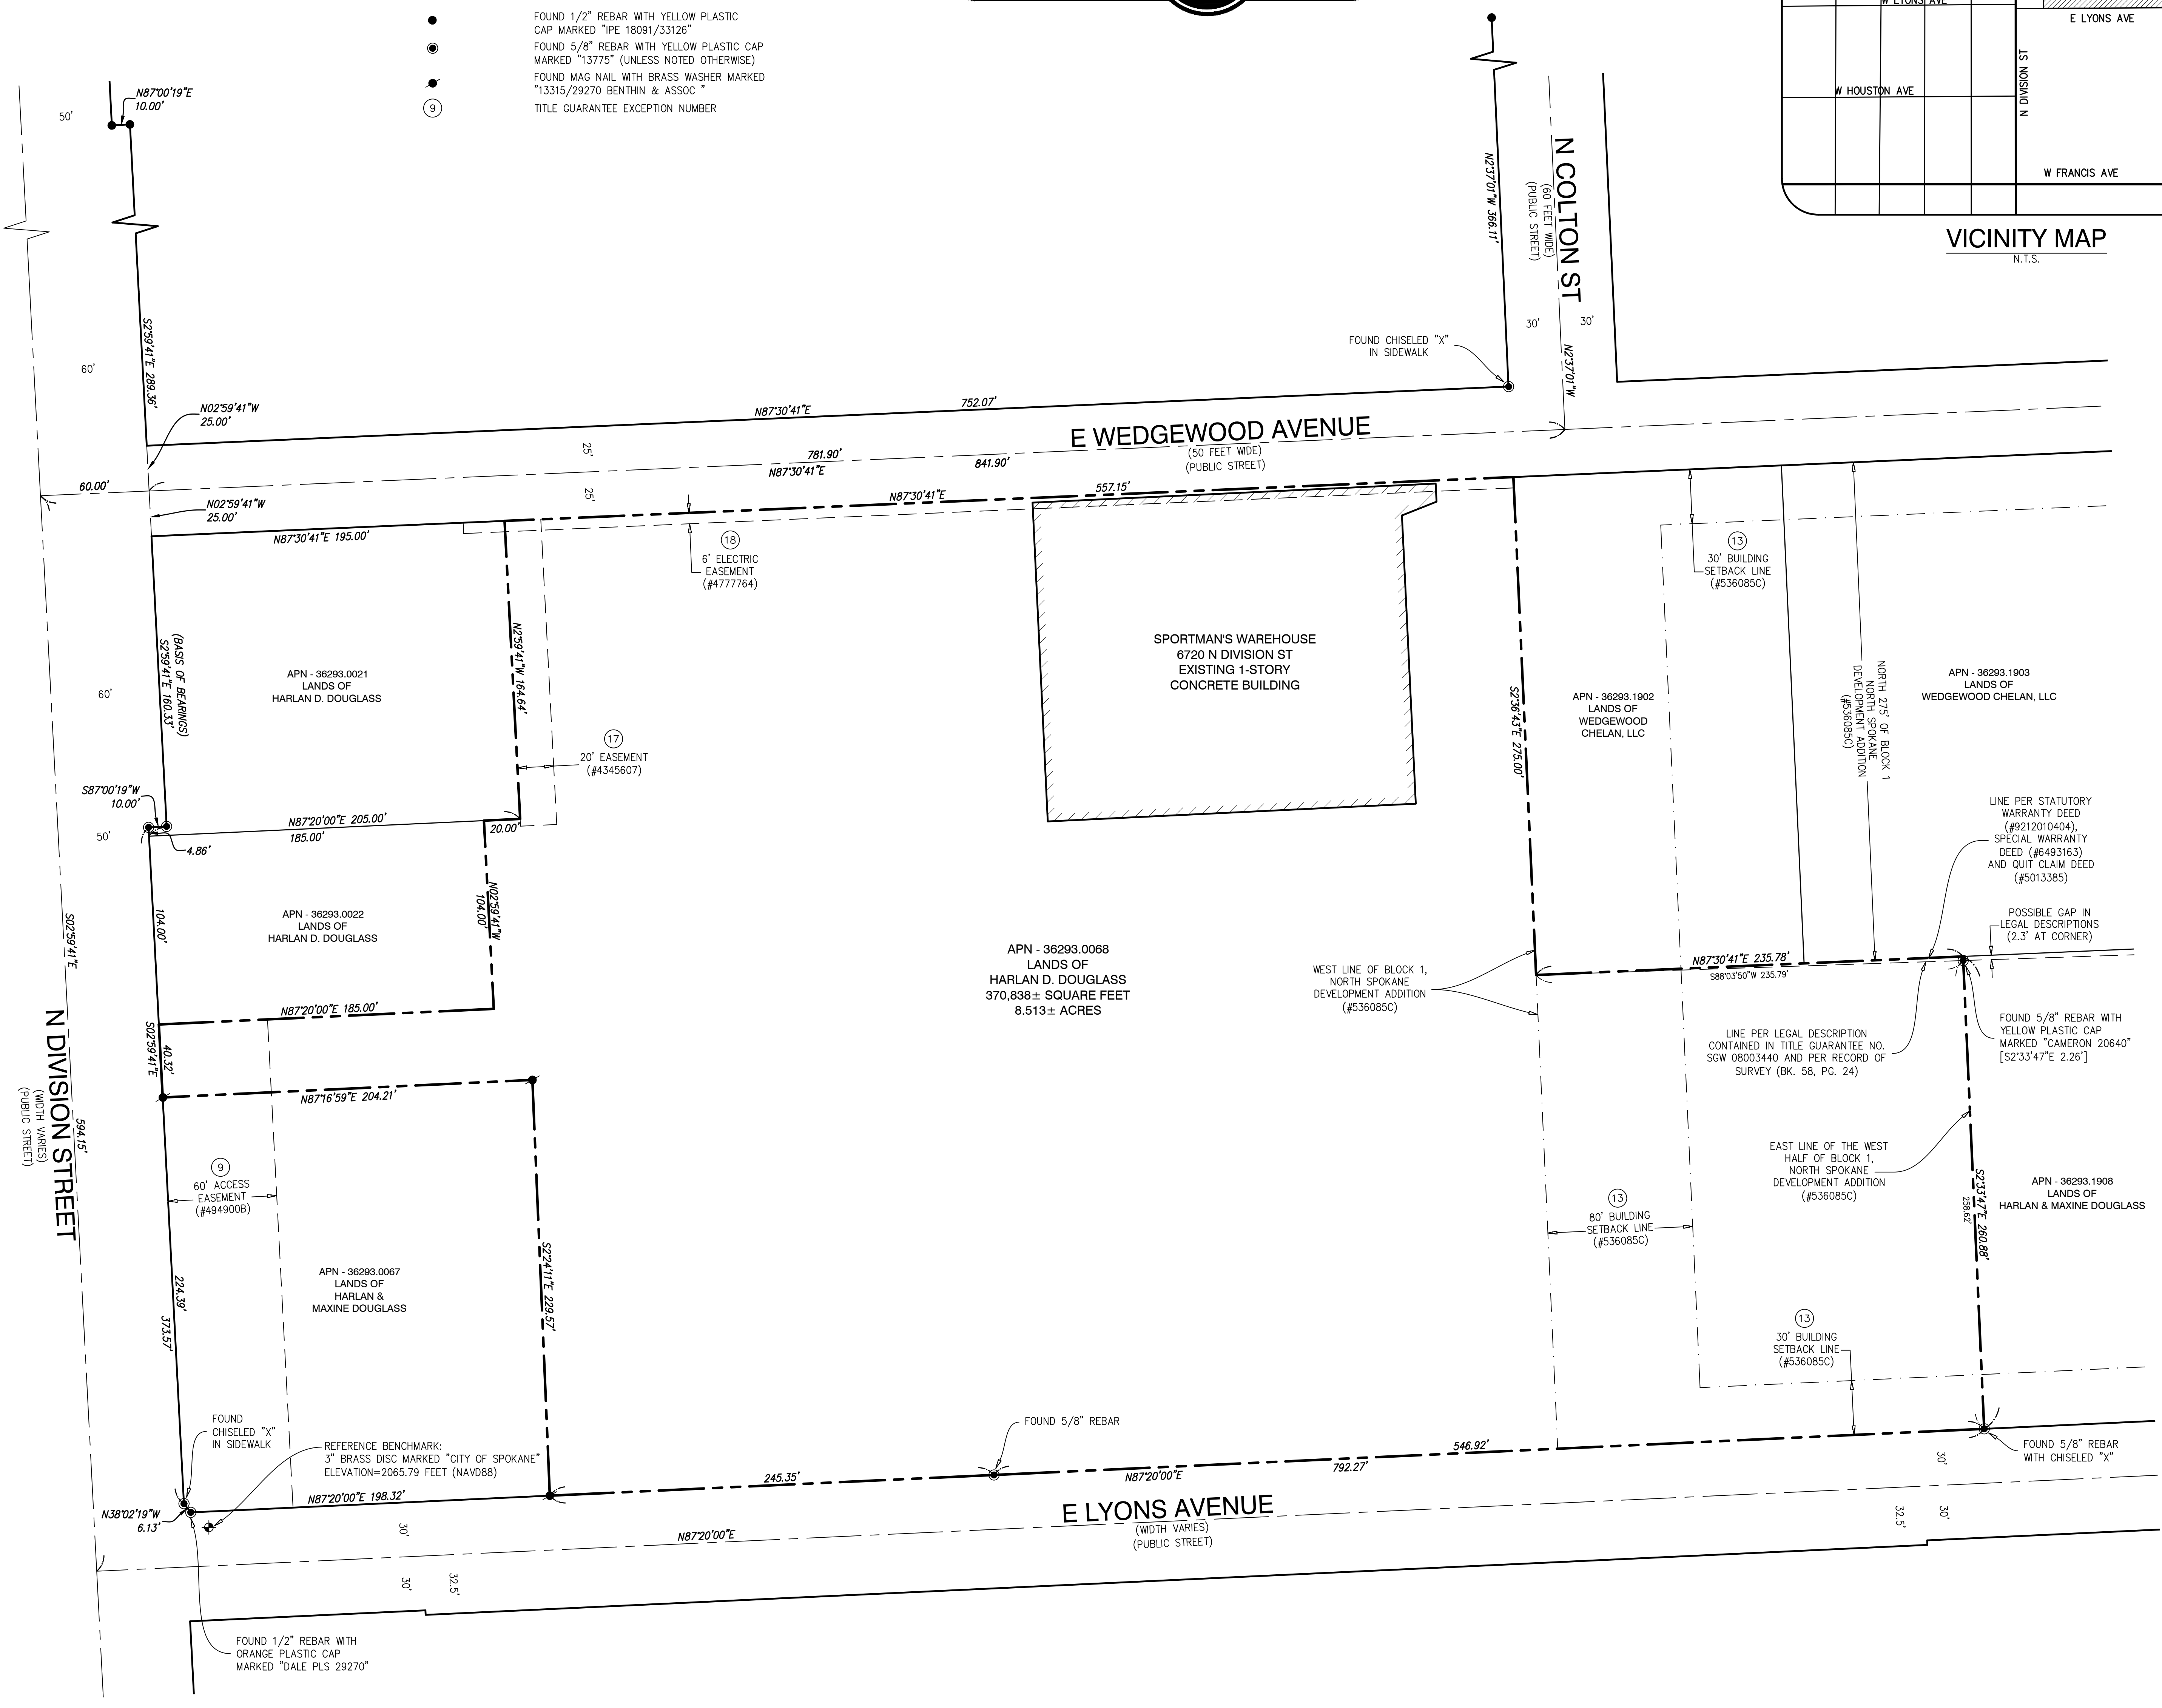 FOUND 1/2" REBAR WITH YELLOW PLASTIC
CAP MARKED "IPE 18091/33126"
FOUND 5/8" REBAR WITH YELLOW PLASTIC CAP
MARKED "13775" (UNLESS NOTED OTHERWISE)
FOUND MAG NAIL WITH BRASS WASHER MARKED
"13315/29270 BENTHIN & ASSOC "
9
TITLE GUARANTEE EXCEPTION NUMBER
W LYONS AVE
E LYONS AVE
N DIVISION ST
W HOUSTON AVE
W FRANCIS AVE
VICINITY MAP
N.T.S.
N87°00'19"E
10.00'
50'
S2°59'41"E 289.36'
60'
N02°59'41"W
25.00'
N2°37'01"W 366.11'
N COLTON ST
(60 FEET WIDE)
(PUBLIC STREET)
30'
30'
N2°37'01"W
FOUND CHISELED "X"
IN SIDEWALK
N87°30'41"E
752.07'
E WEDGEWOOD AVENUE
(50 FEET WIDE)
(PUBLIC STREET)
25'
781.90'
N87°30'41"E
841.90'
25'
60.00'
N02°59'41"W
25.00'
N87°30'41"E 195.00'
N87°30'41"E
557.15'
18
6' ELECTRIC
EASEMENT
(#4777764)
13
30' BUILDING
SETBACK LINE
(#536085C)
(BASIS OF BEARINGS)
S2°59'41"E 160.33'
60'
APN - 36293.0021
LANDS OF
HARLAN D. DOUGLASS
N2°59'41"W 164.64'
17
20' EASEMENT
(#4345607)
SPORTMAN'S WAREHOUSE
6720 N DIVISION ST
EXISTING 1-STORY
CONCRETE BUILDING
S2°36'43"E 275.00'
APN - 36293.1902
LANDS OF
WEDGEWOOD
CHELAN, LLC
NORTH 275' OF BLOCK 1
NORTH SPOKANE
DEVELOPMENT ADDITION
(#536085C)
APN - 36293.1903
LANDS OF
WEDGEWOOD CHELAN, LLC
S87°00'19"W
10.00'
50'
4.86'
N87°20'00"E 205.00'
185.00'
20.00'
LINE PER STATUTORY
WARRANTY DEED
(#9212010404),
SPECIAL WARRANTY
DEED (#6493163)
AND QUIT CLAIM DEED
(#5013385)
POSSIBLE GAP IN
LEGAL DESCRIPTIONS
(2.3' AT CORNER)
S02°59'41"E
104.00'
APN - 36293.0022
LANDS OF
HARLAN D. DOUGLASS
N02°59'41"W
104.00'
APN - 36293.0068
LANDS OF
HARLAN D. DOUGLASS
370,838± SQUARE FEET
8.513± ACRES
WEST LINE OF BLOCK 1,
NORTH SPOKANE
DEVELOPMENT ADDITION
(#536085C)
N87°30'41"E 235.78'
S88°03'50"W 235.79'
LINE PER LEGAL DESCRIPTION
CONTAINED IN TITLE GUARANTEE NO.
SGW 08003440 AND PER RECORD OF
SURVEY (BK. 58, PG. 24)
FOUND 5/8" REBAR WITH
YELLOW PLASTIC CAP
MARKED "CAMERON 20640"
[S2°33'47"E 2.26']
N87°20'00"E 185.00'
S02°59'41"E
40.32'
N87°16'59"E 204.21'
N DIVISION STREET
(WIDTH VARIES)
(PUBLIC STREET)
594.15'
9
60' ACCESS
EASEMENT
(#494900B)
EAST LINE OF THE WEST
HALF OF BLOCK 1,
NORTH SPOKANE
DEVELOPMENT ADDITION
(#536085C)
S2°33'47"E 260.88'
258.62'
APN - 36293.1908
LANDS OF
HARLAN & MAXINE DOUGLASS
13
80' BUILDING
SETBACK LINE
(#536085C)
224.39'
373.57'
APN - 36293.0067
LANDS OF
HARLAN &
MAXINE DOUGLASS
S2°24'11"E 229.57'
13
30' BUILDING
SETBACK LINE
(#536085C)
FOUND
CHISELED "X"
IN SIDEWALK
REFERENCE BENCHMARK:
3" BRASS DISC MARKED "CITY OF SPOKANE"
ELEVATION=2065.79 FEET (NAVD88)
FOUND 5/8" REBAR
245.35'
N87°20'00"E
546.92'
792.27'
FOUND 5/8" REBAR
WITH CHISELED "X"
N38°02'19"W
6.13'
N87°20'00"E 198.32'
E LYONS AVENUE
(WIDTH VARIES)
(PUBLIC STREET)
N87°20'00"E
30'
30'
32.5'
30'
32.5'
30'
FOUND 1/2" REBAR WITH
ORANGE PLASTIC CAP
MARKED "DALE PLS 29270"